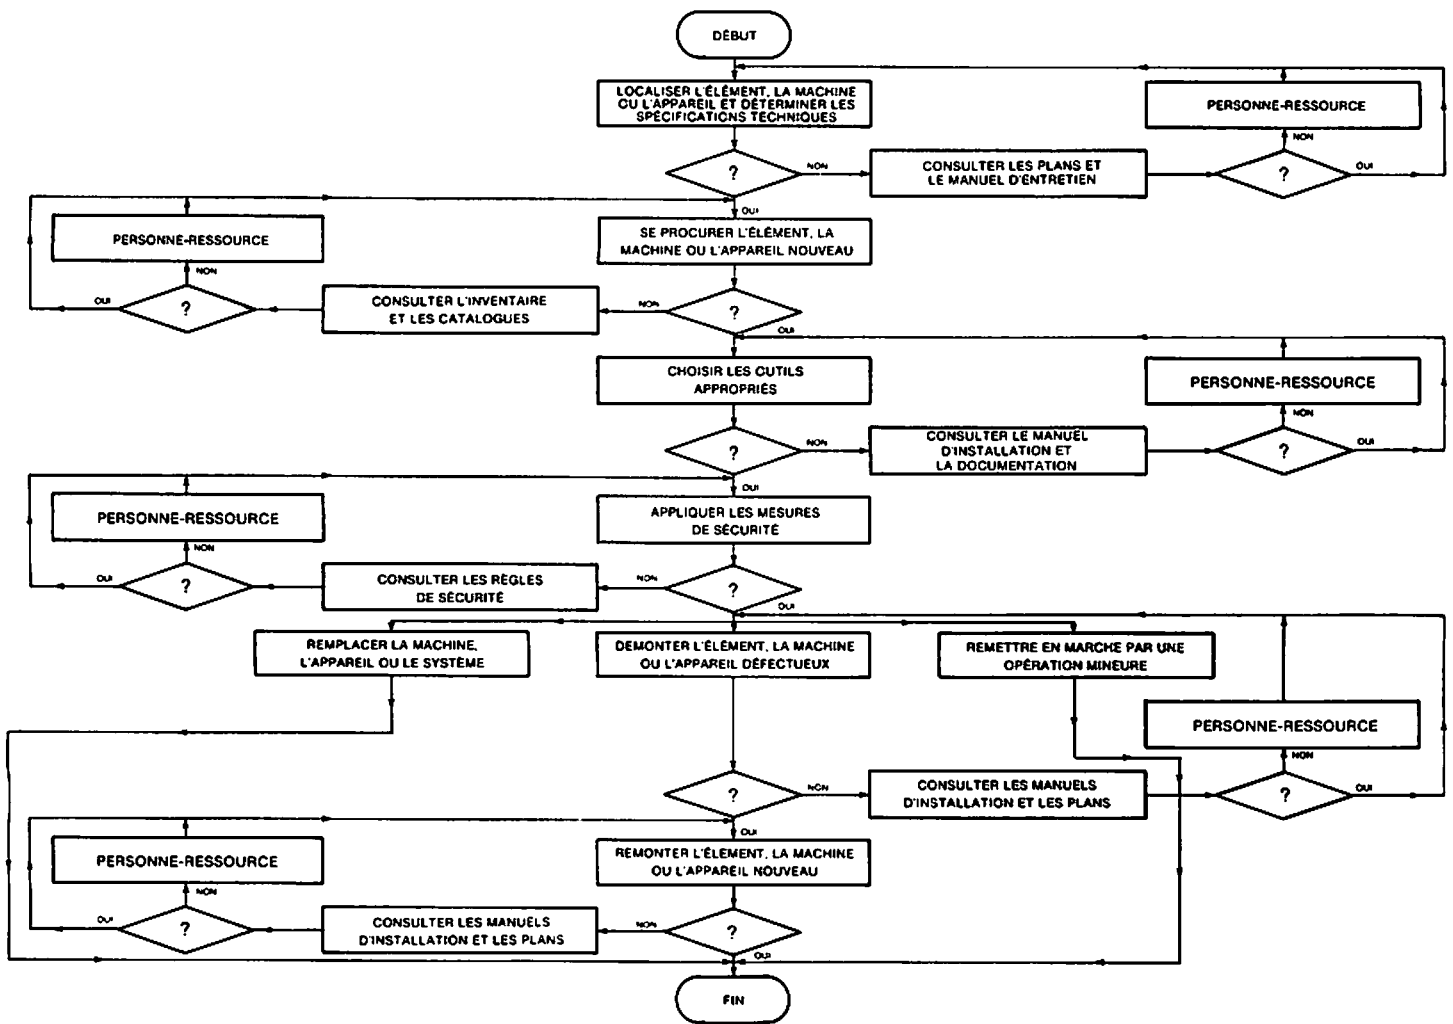 DÉBUT
LOCALISER L'ÉLÉMENT, LA MACHINE
OU L'APPAREIL ET DÉTERMINER LES
SPÉCIFICATIONS TECHNIQUES
PERSONNE-RESSOURCE
NON
?
NON
CONSULTER LES PLANS ET
LE MANUEL D'ENTRETIEN
?
OUI
OUI
PERSONNE-RESSOURCE
SE PROCURER L'ÉLÉMENT, LA
MACHINE OU L'APPAREIL NOUVEAU
NON
OUI
?
CONSULTER L'INVENTAIRE
ET LES CATALOGUES
NON
?
OUI
CHOISIR LES OUTILS
APPROPRIÉS
PERSONNE-RESSOURCE
NON
?
NON
CONSULTER LE MANUEL
D'INSTALLATION ET
LA DOCUMENTATION
?
OUI
OUI
PERSONNE-RESSOURCE
APPLIQUER LES MESURES
DE SÉCURITÉ
NON
OUI
?
CONSULTER LES RÈGLES
DE SÉCURITÉ
NON
?
OUI
REMPLACER LA MACHINE,
L'APPAREIL OU LE SYSTÈME
DEMONTER L'ÉLÉMENT, LA MACHINE
OU L'APPAREIL DÉFECTUEUX
REMETTRE EN MARCHE PAR UNE
OPÉRATION MINEURE
PERSONNE-RESSOURCE
NON
?
NON
CONSULTER LES MANUELS
D'INSTALLATION ET LES PLANS
?
OUI
OUI
PERSONNE-RESSOURCE
REMONTER L'ÉLÉMENT, LA MACHINE
OU L'APPAREIL NOUVEAU
NON
OUI
?
CONSULTER LES MANUELS
D'INSTALLATION ET LES PLANS
NON
?
OUI
FIN